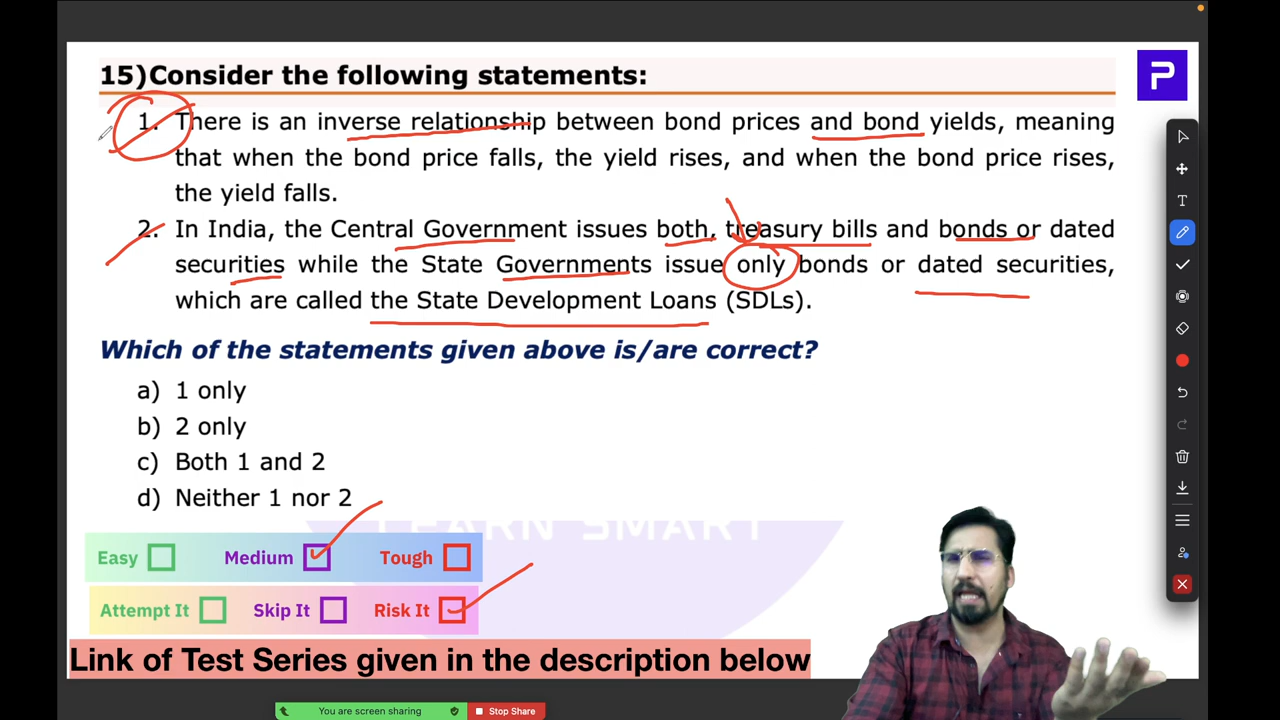 15)Consider the following statements:
1. There is an inverse relationship between bond prices and bond yields, meaning
that when the bond price falls, the yield rises, and when the bond price rises,
the yield falls.
2. In India, the Central Government issues both, treasury bills and bonds or dated
securities while the State Governments issue only bonds or dated securities,
which are called the State Development Loans (SDLs).
Which of the statements given above is/are correct?
a) 1 only
b) 2 only
c) Both 1 and 2
d) Neither 1 nor 2
LEARN SMART
Easy Medium Tough
Attempt It Skip It Risk It
Link of Test Series given in the description below
You are screen sharing Stop Share
P
T